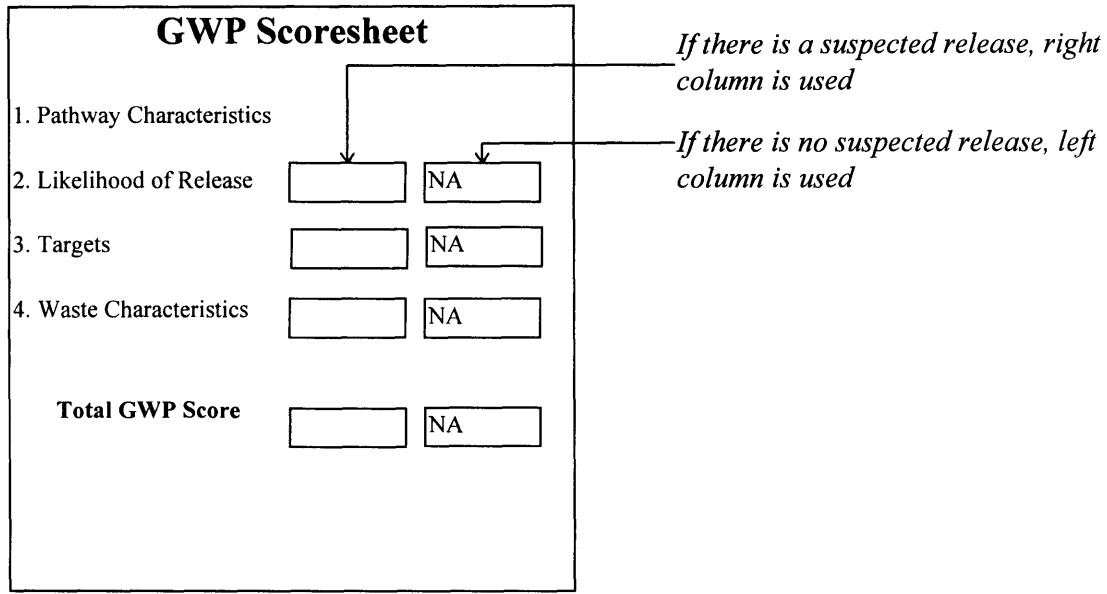 GWP Scoresheet
If there is a suspected release, right
column is used
1. Pathway Characteristics
If there is no suspected release, left
column is used
2. Likelihood of Release NA
3. Targets NA
4. Waste Characteristics NA
Total GWP Score NA